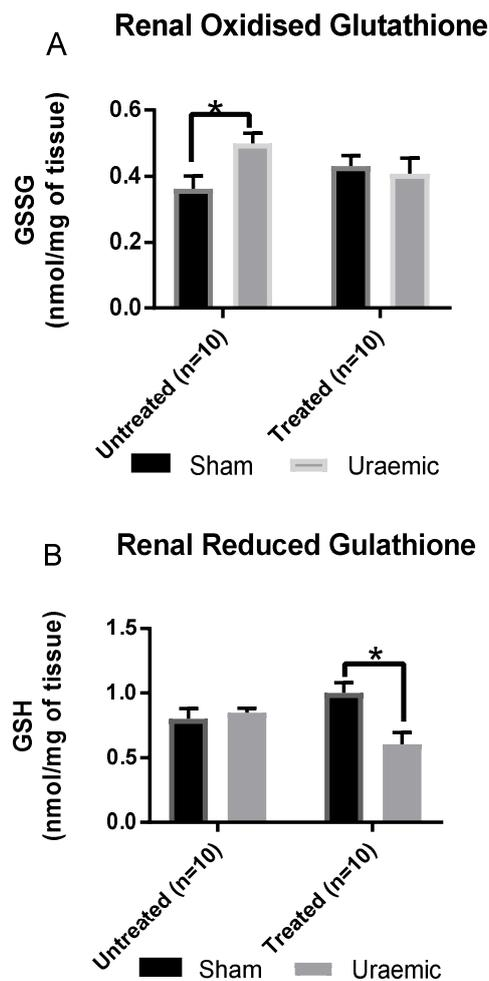 A
Renal Oxidised Glutathione
GSSG
(nmol/mg of tissue)
0.6
0.4
0.2
0.0
*
Untreated (n=10)
Treated (n=10)
Sham
Uraemic
B
Renal Reduced Gulathione
GSH
(nmol/mg of tissue)
1.5
1.0
0.5
0.0
*
Untreated (n=10)
Treated (n=10)
Sham
Uraemic